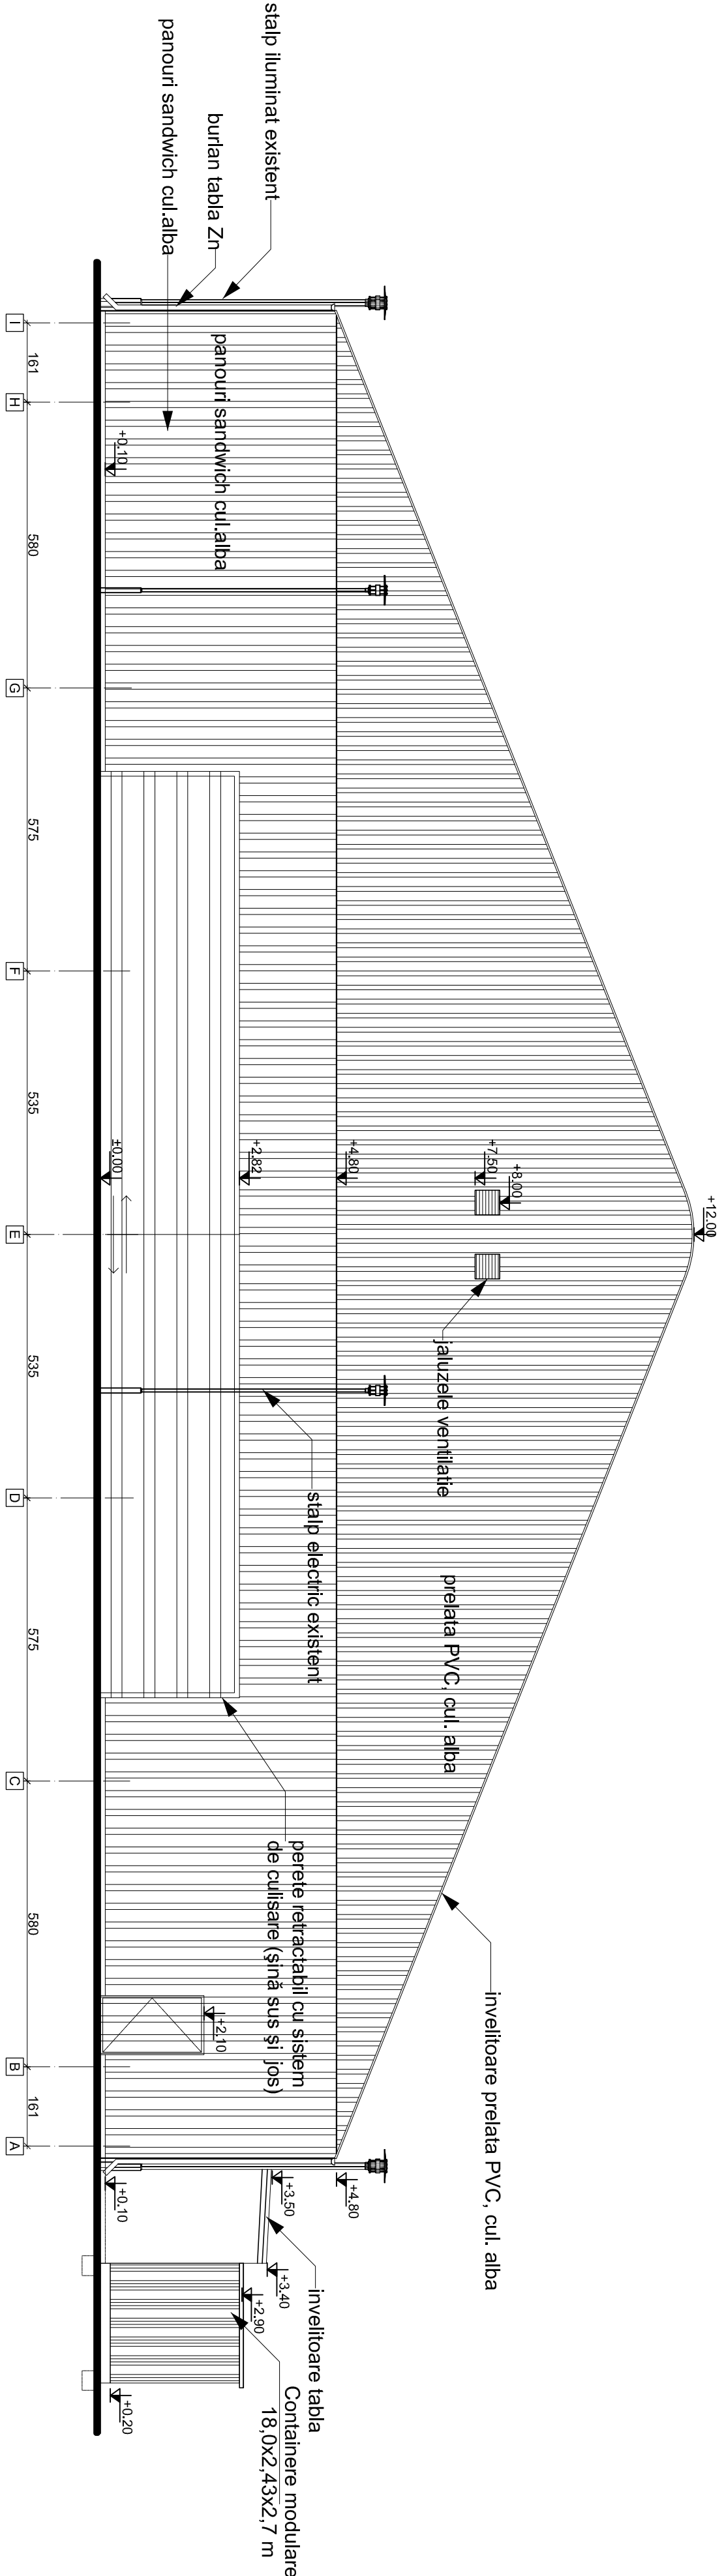 stalp iluminat existent
burlan tabla Zn
panouri sandwich cul.alba
panouri sandwich cul.alba
+0.10
±0.00
+2.82
+4.80
+7.50
+8.00
+12.00
jaluzele ventilatie
stalp electric existent
prelata PVC, cul. alba
perete retractabil cu sistem
de culisare (şină sus şi jos)
invelitoare prelata PVC, cul. alba
+2.10
+0.10
+3.50
+4.80
+3.40
+2.90
+0.20
invelitoare tabla
Containere modulare
18,0x2,43x2,7 m
161
580
575
535
535
575
580
161
I
H
G
F
E
D
C
B
A